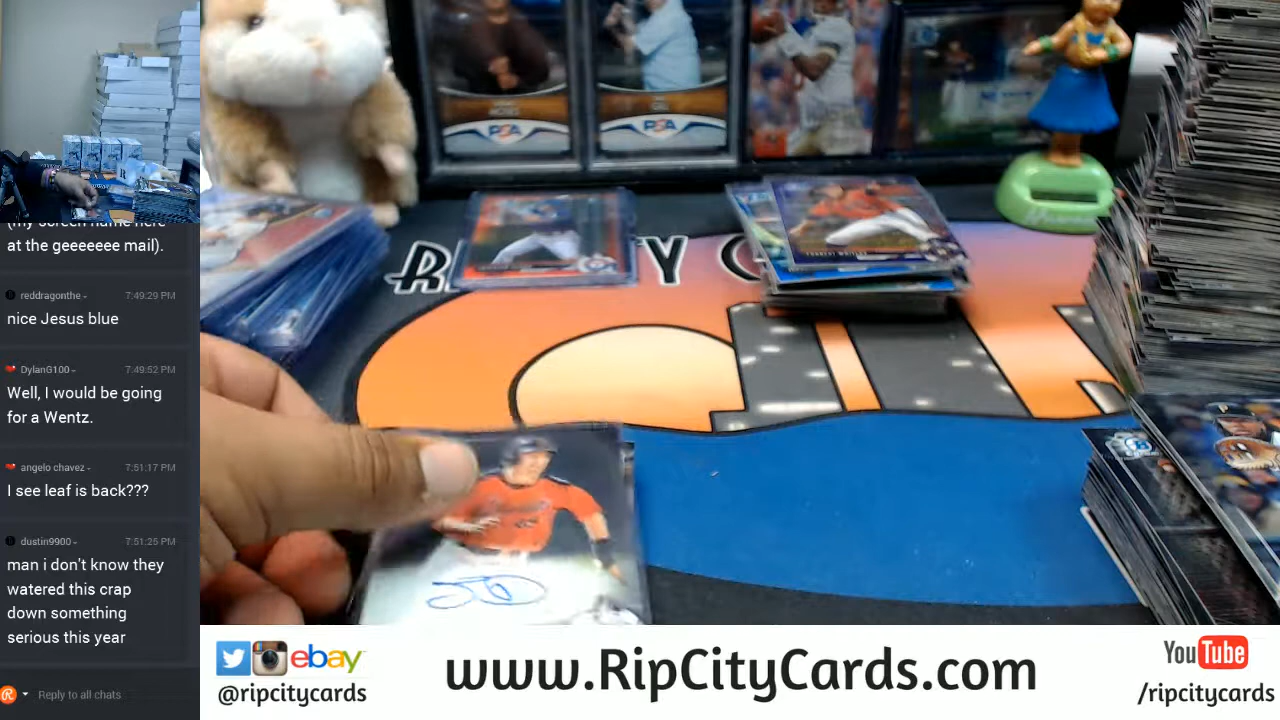 (my screen name here
at the geeeeeee mail).
reddragonthe
7:49:29 PM
nice Jesus blue
DylanG100
7:49:52 PM
Well, I would be going
for a Wentz.
angelo chavez
7:51:17 PM
I see leaf is back???
dustin9900
7:51:25 PM
man i don't know they
watered this crap
down something
serious this year
Reply to all chats
PSA
PSA
R
TY C
FORREST
ebay
@ripcitycards
www.RipCityCards.com
YouTube
/ripcitycards